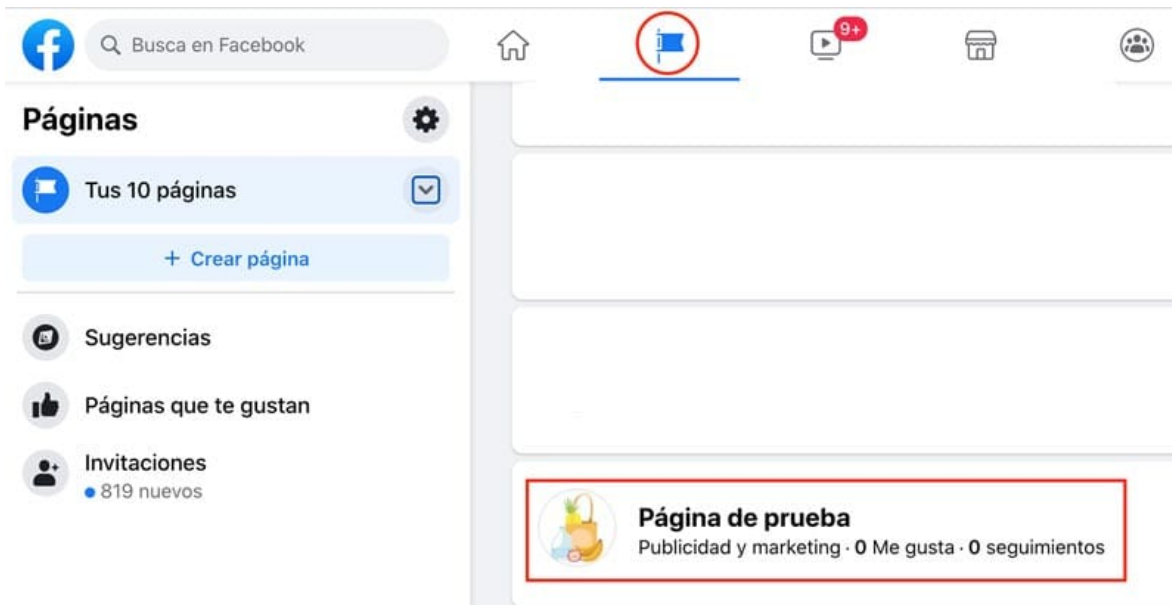 Busca en Facebook
9+
Páginas
Tus 10 páginas
+ Crear página
Sugerencias
Páginas que te gustan
Invitaciones
819 nuevos
Página de prueba
Publicidad y marketing · 0 Me gusta · 0 seguimientos